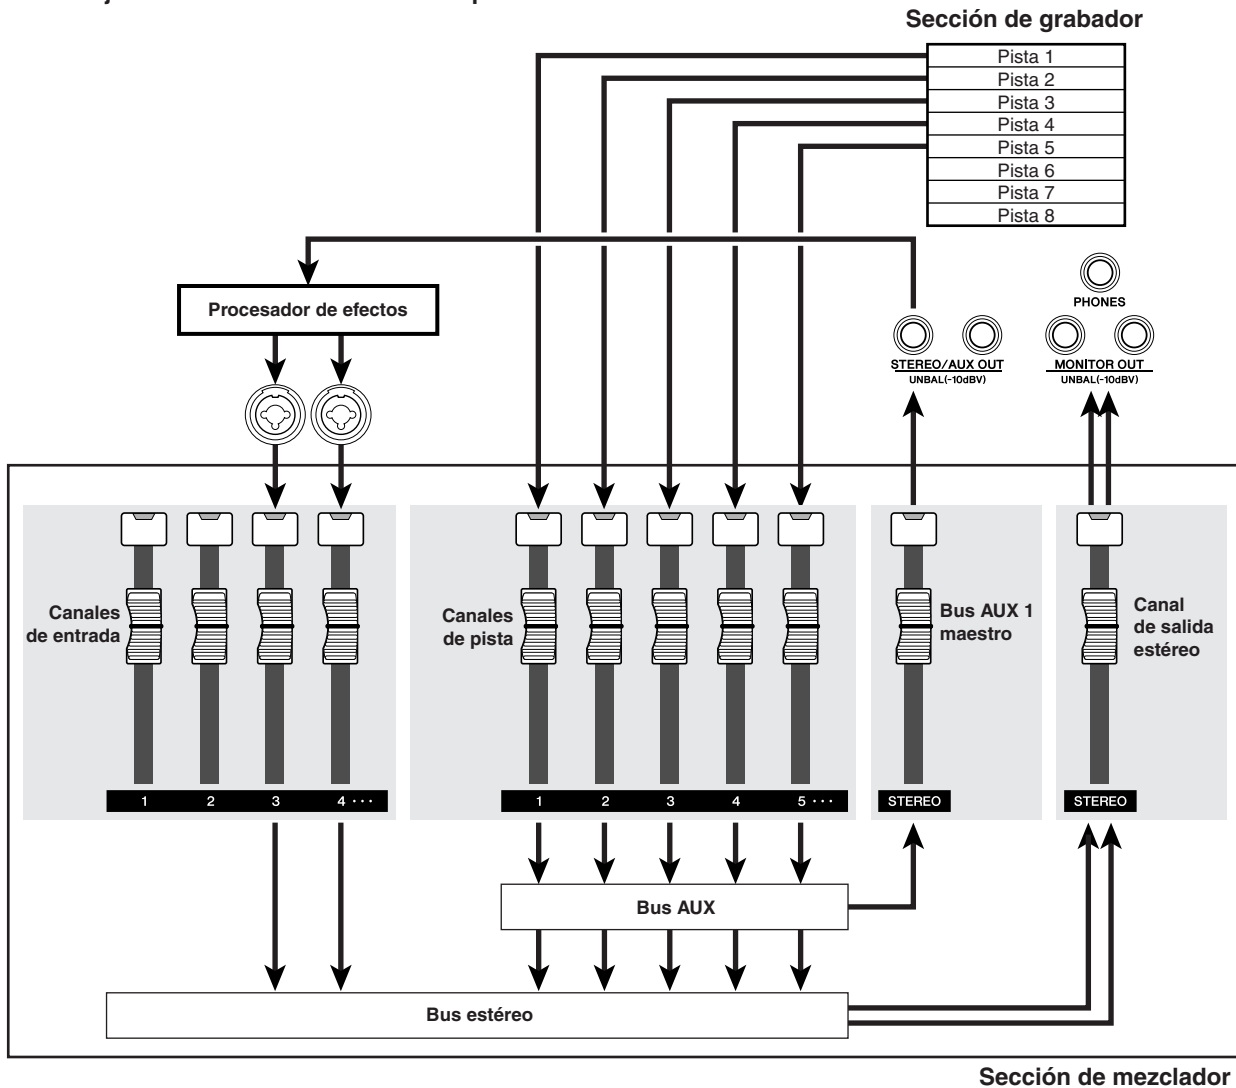 Sección de grabador
Pista 1
Pista 2
Pista 3
Pista 4
Pista 5
Pista 6
Pista 7
Pista 8
Procesador de efectos
PHONES
STEREO/AUX OUT
UNBAL(-10dBV)
MONITOR OUT
UNBAL(-10dBV)
Canales
de entrada
Canales
de pista
Bus AUX 1
maestro
Canal
de salida
estéreo
1 2 3 4 ···
1 2 3 4 5 ···
STEREO
STEREO
Bus AUX
Bus estéreo
Sección de mezclador